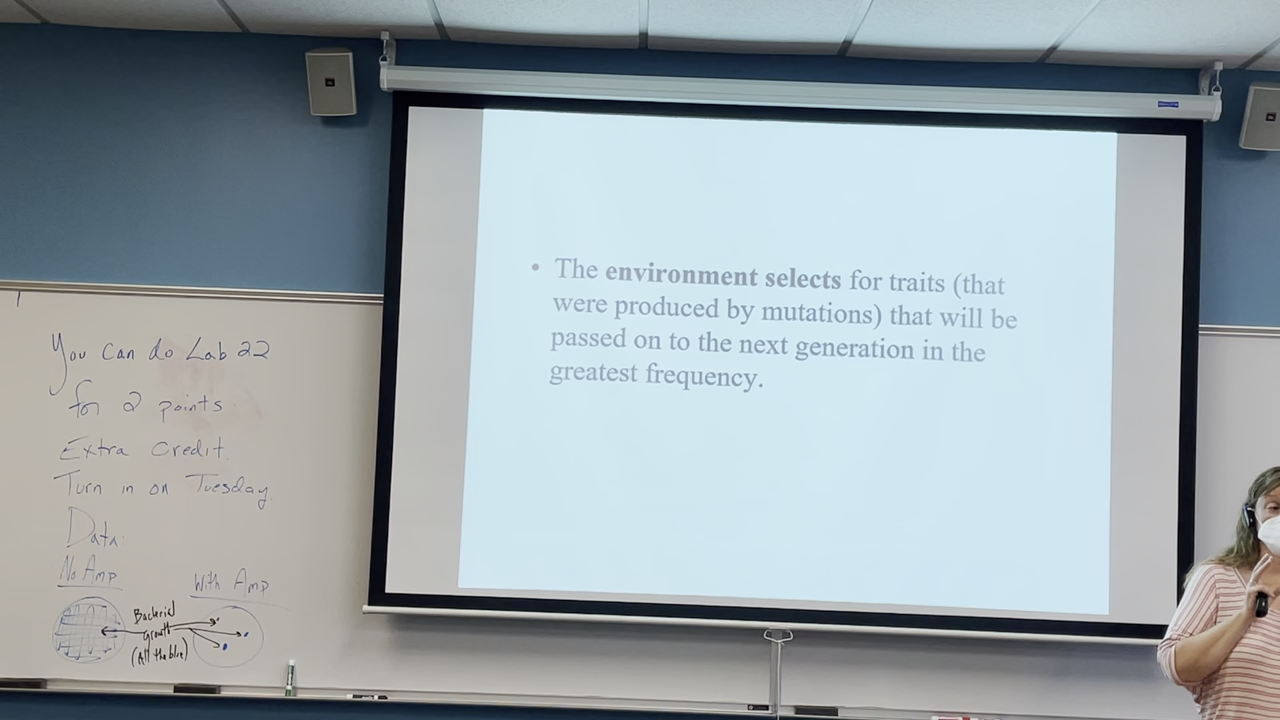 You can do Lab 22
for 2 points
Extra Credit.
Turn in on Tuesday.
Data:
No Amp
With Amp
Bacterial
Growth
(All the blue)
• The environment selects for traits (that
were produced by mutations) that will be
passed on to the next generation in the
greatest frequency.